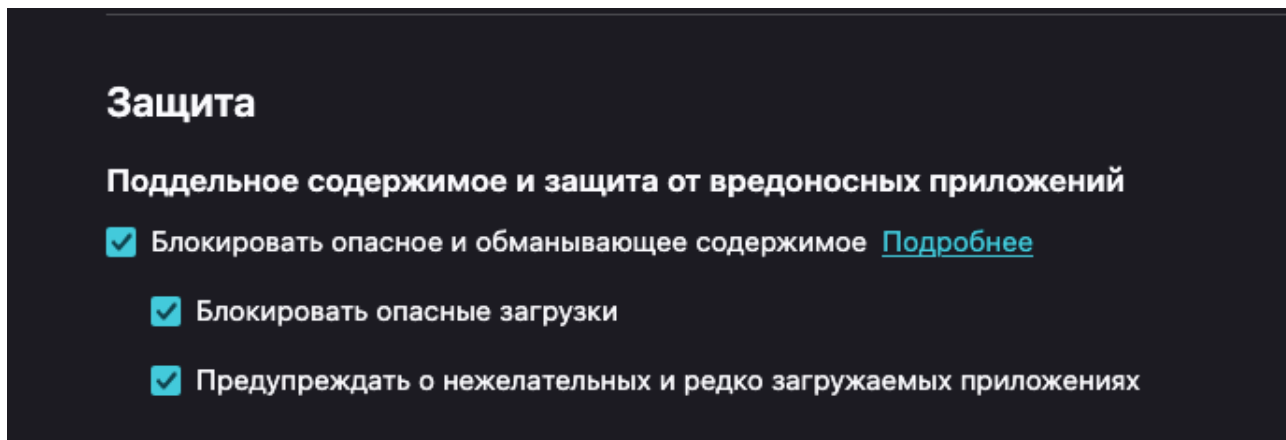 Защита
Поддельное содержимое и защита от вредоносных приложений
Блокировать опасное и обманывающее содержимое Подробнее
Блокировать опасные загрузки
Предупреждать о нежелательных и редко загружаемых приложениях